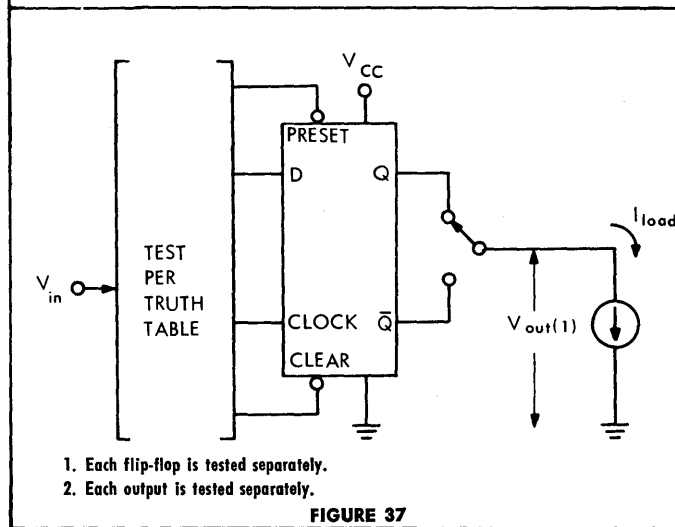 V CC
PRESET
D Q
I load
TEST
PER
TRUTH
TABLE
V in
V out(1)
CLOCK Q̅
CLEAR
1. Each flip-flop is tested separately.
2. Each output is tested separately.
FIGURE 37